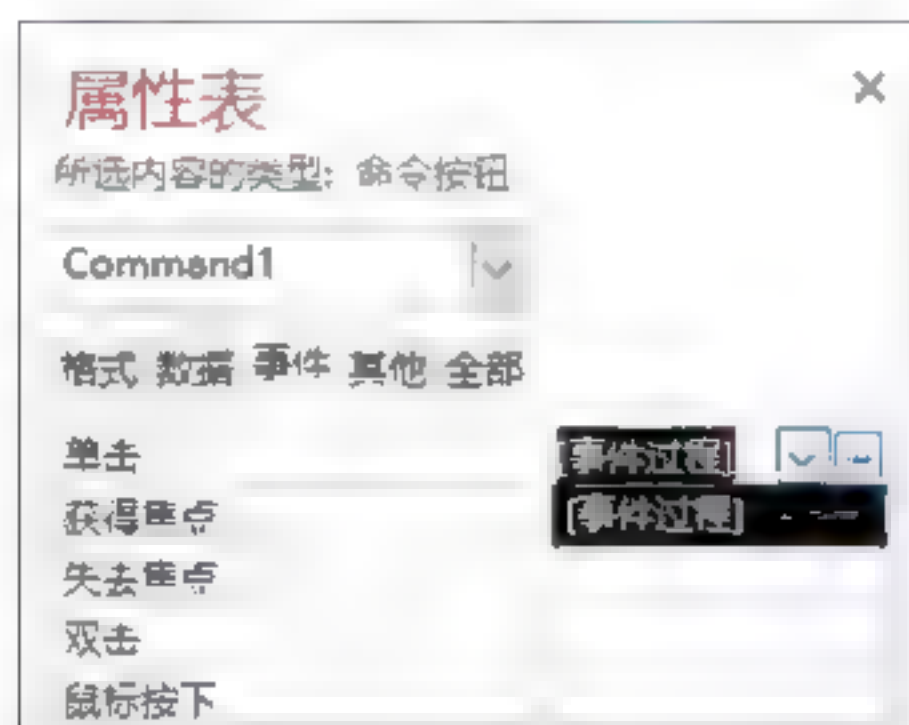 属性表
所选内容的类型: 命令按钮
Command1
格式 数据 事件 其他 全部
单击 [事件过程]
获得焦点 [事件过程]
失去焦点
双击
鼠标按下